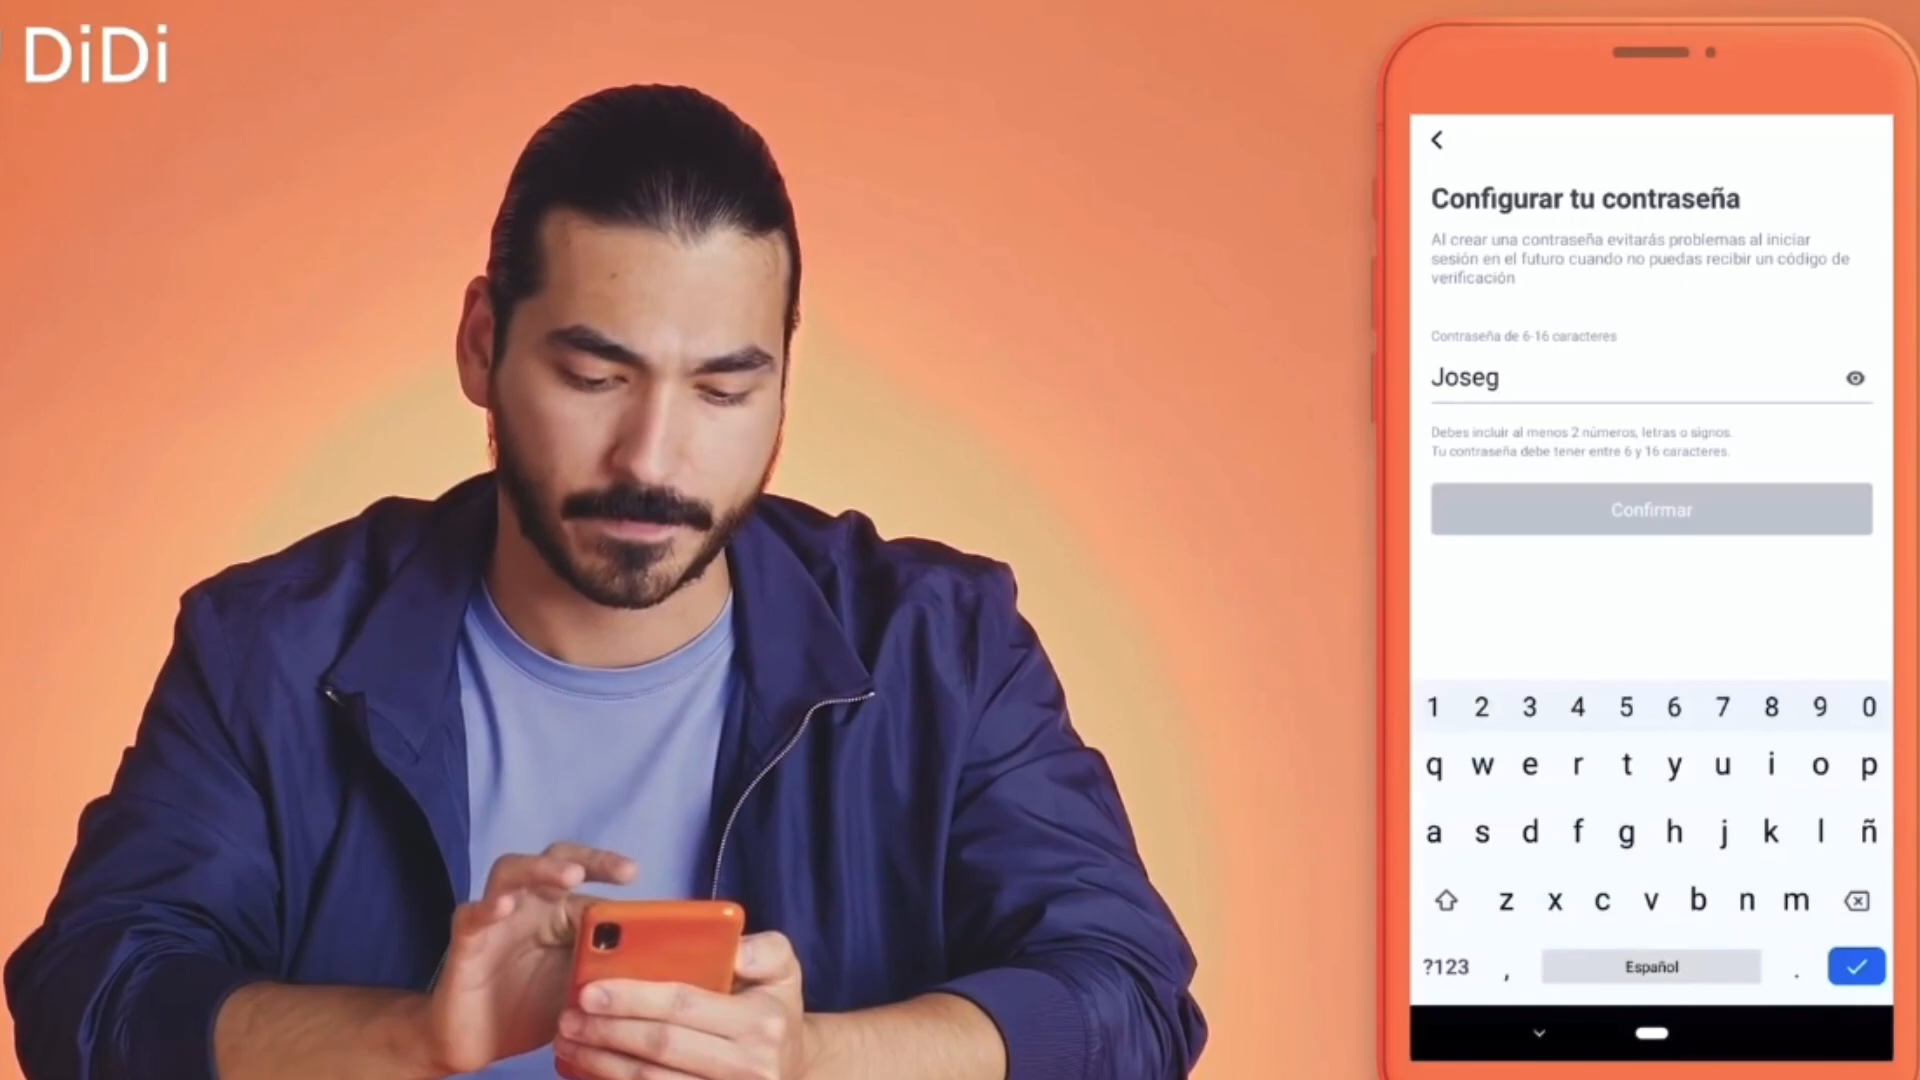 DiDi
Configurar tu contraseña
Al crear una contraseña evitarás problemas al iniciar
sesión en el futuro cuando no puedas recibir un código de
verificación
Contraseña de 6-16 caracteres
Joseg
Debes incluir al menos 2 números, letras o signos.
Tu contraseña debe tener entre 6 y 16 caracteres.
Confirmar
1 2 3 4 5 6 7 8 9 0
q w e r t y u i o p
a s d f g h j k l ñ
z x c v b n m
?123 , Español .